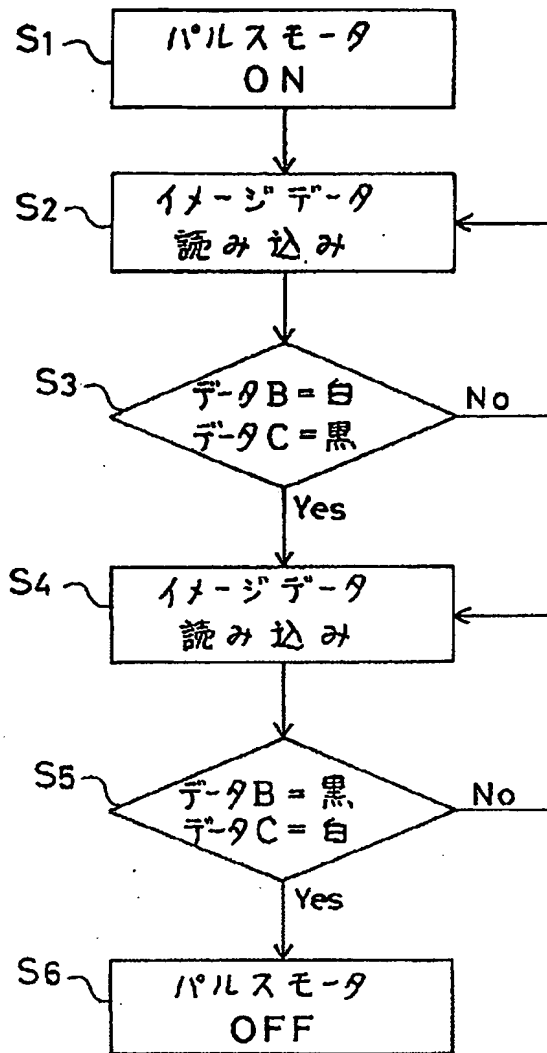 S1
パルスモータ
ON
S2
イメージデータ
読み込み
S3
データB=白
データC=黒
No
Yes
S4
イメージデータ
読み込み
S5
データB=黒
データC=白
No
Yes
S6
パルスモータ
OFF